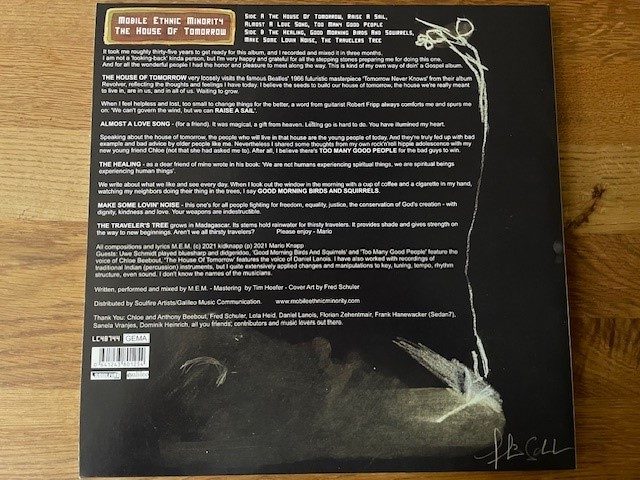 Mobile Ethnic Minority
The House Of Tomorrow
Side A The House Of Tomorrow, Raise A Sail,
Almost A Love Song, Too Many Good People
Side B The Healing, Good Morning Birds And Squirrels,
Make Some Lovin Noise, The Travelers Tree
It took me roughly thirty-five years to get ready for this album, and I recorded and mixed it in three months.
I am not a 'looking-back' kinda person, but I'm very happy and grateful for all the stepping stones preparing me for doing this one.
And for all the wonderful people I had the honor and pleasure to meet along the way. This is kind of my own way of doin' a Gospel album.
THE HOUSE OF TOMORROW very loosely visits the famous Beatles' 1966 futuristic masterpiece 'Tomorrow Never Knows' from their album
Revolver, reflecting the thoughts and feelings I have today. I believe the seeds to build our house of tomorrow, the house we're really meant
to live in, are in us, and in all of us. Waiting to grow.
When I feel helpless and lost, too small to change things for the better, a word from guitarist Robert Fripp always comforts me and spurs me
on: 'We can't govern the wind, but we can RAISE A SAIL'.
ALMOST A LOVE SONG - (for a friend). It was magical, a gift from heaven. Letting go is hard to do. You have illumined my heart.
Speaking about the house of tomorrow, the people who will live in that house are the young people of today. And they're truly fed up with bad
example and bad advice by older people like me. Nevertheless I shared some thoughts from my own rock'n'roll hippie adolescence with my
new young friend Chloe (not that she had asked me to). After all, I believe there's TOO MANY GOOD PEOPLE for the bad guys to win.
THE HEALING - as a dear friend of mine wrote in his book: 'We are not humans experiencing spiritual things, we are spiritual beings
experiencing human things'.
We write about what we like and see every day. When I look out the window in the morning with a cup of coffee and a cigarette in my hand,
watching my neighbors doing their thing in the trees, I say GOOD MORNING BIRDS AND SQUIRRELS.
MAKE SOME LOVIN' NOISE - this one's for all people fighting for freedom, equality, justice, the conservation of God's creation - with
dignity, kindness and love. Your weapons are indestructible.
THE TRAVELER'S TREE grows in Madagascar. Its stems hold rainwater for thirsty travelers. It provides shade and gives strength on
the way to new beginnings. Aren't we all thirsty travelers? Please enjoy - Mario
All compositions and lyrics M.E.M. (c) 2021 kidknapp (p) 2021 Mario Knapp
Guests: Uwe Schmidt played bluesharp and didgeridoo, 'Good Morning Birds And Squirrels' and 'Too Many Good People' feature the
voice of Chloe Beebout, 'The House Of Tomorrow' features the voice of Daniel Lanois. I also have worked with recordings of
traditional Indian (percussion) instruments, but I quite extensively applied changes and manipulations to key, tuning, tempo, rhythm
structure, even sound. I don't know the names of the musicians.
Written, performed and mixed by M.E.M. - Mastering by Tim Hoefer - Cover Art by Fred Schuler
Distributed by Soulfire Artists/Galileo Music Communication. www.mobileethnicminority.com
Thank You: Chloe and Anthony Beebout, Fred Schuler, Lola Heid, Daniel Lanois, Florian Zehentmair, Frank Hanewacker (Sedan7),
Sanela Vranjes, Dominik Heinrich, all you friends, contributors and music lovers out there.
LC48744 GEMA